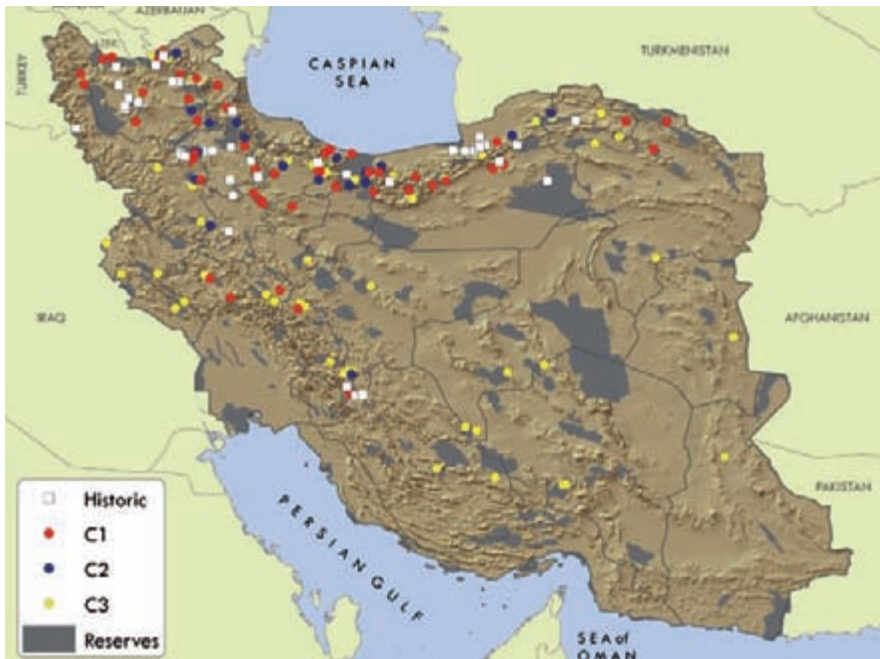 AZERBAIJAN
TURKEY
CASPIAN
SEA
TURKMENISTAN
IRAQ
AFGHANISTAN
PAKISTAN
PERSIAN GULF
SEA of
OMAN
Historic
C1
C2
C3
Reserves